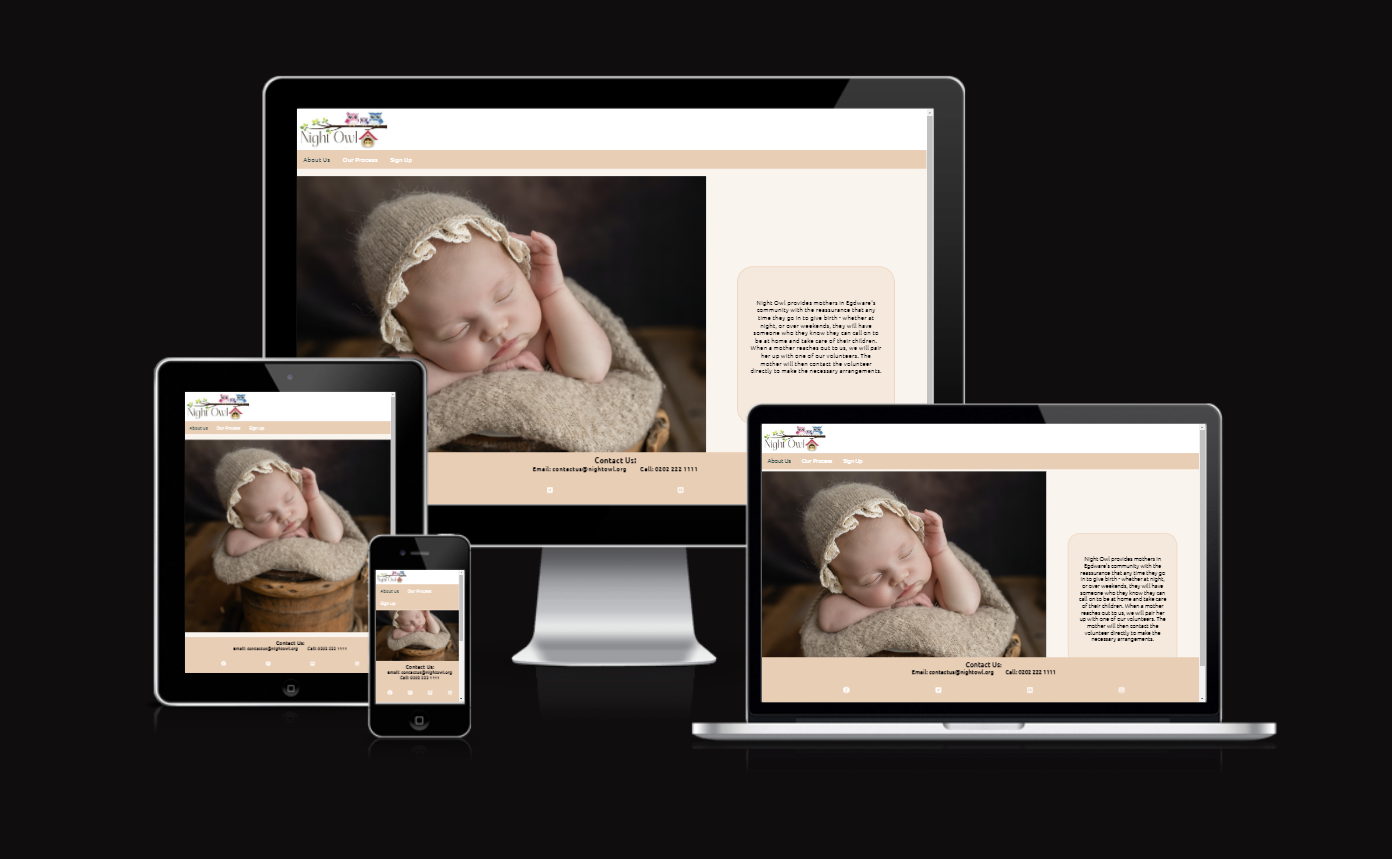 Night Owl
About Us Our Process Sign Up
Night Owl provides mothers in Egdware's
community with the reassurance that any
time they go in to give birth - whether at
night, or over weekends, they will have
someone who they know they can call on to
be at home and take care of their children.
When a mother reaches out to us, we will pair
her up with one of our volunteers. The
mother will then contact the volunteer
directly to make the necessary arrangements.
Contact Us:
Email: contactus@nightowl.org Call: 0202 222 1111
Night Owl
About Us Our Process Sign Up
Contact Us:
Email: contactus@nightowl.org Call: 0202 222 1111
Night Owl
About Us Our Process
Sign Up
Contact Us:
Email: contactus@nightowl.org
Call: 0202 222 1111
Night Owl
About Us Our Process Sign Up
Night Owl provides mothers in
Egdware's community with the
reassurance that any time they go
in to give birth - whether at night,
or over weekends, they will have
someone who they know they can
call on to be at home and take care
of their children. When a mother
reaches out to us, we will pair her
up with one of our volunteers. The
mother will then contact the
volunteer directly to make the
necessary arrangements.
Contact Us:
Email: contactus@nightowl.org Call: 0202 222 1111